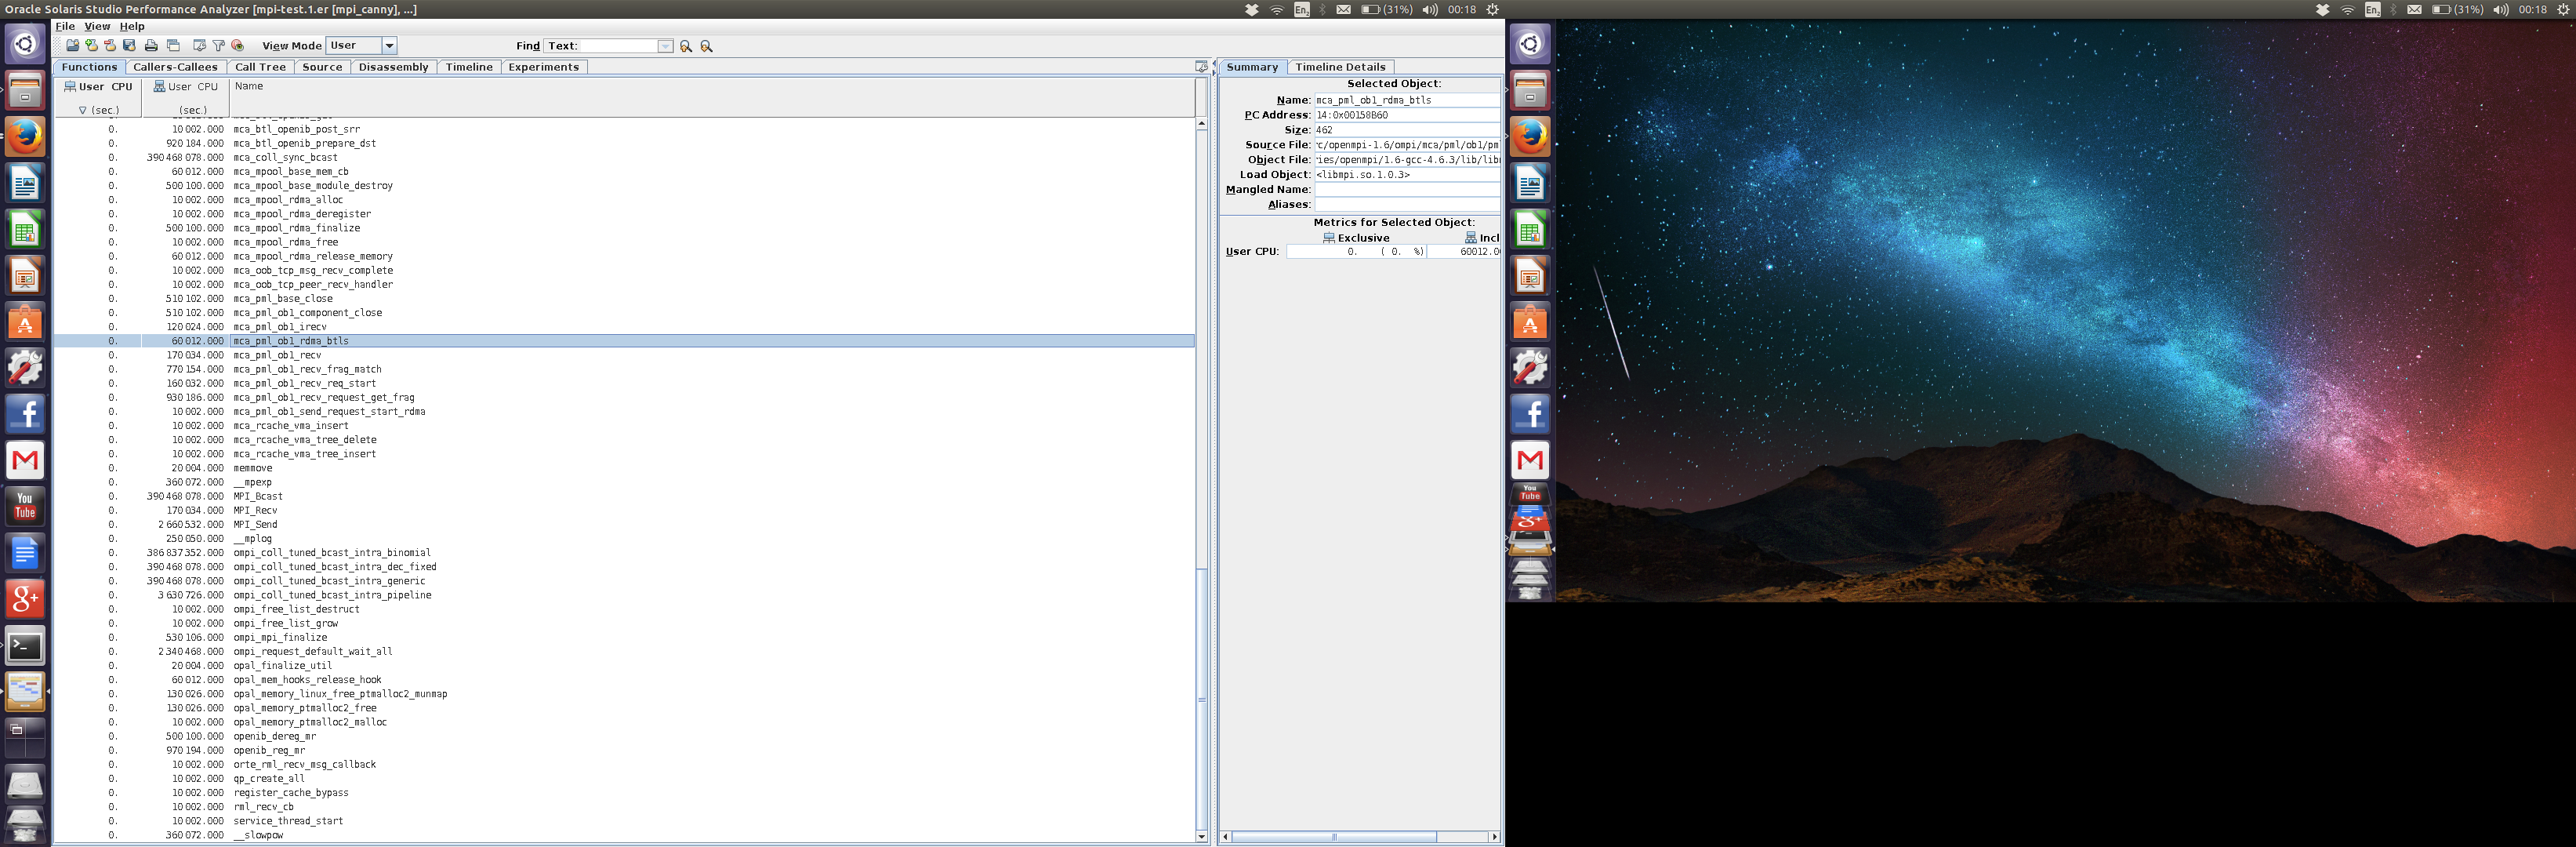 Oracle Solaris Studio Performance Analyzer [mpi-test.1.er [mpi_canny], ...]
En2 (31%) 00:18
En2 (31%) 00:18
File View Help
View Mode User Find Text:
Functions Callers-Callees Call Tree Source Disassembly Timeline Experiments
User CPU User CPU Name
(sec.) (sec.)
0. 10 002.000 mca_btl_openib_post_srr
0. 920 184.000 mca_btl_openib_prepare_dst
0. 390 468 078.000 mca_coll_sync_bcast
0. 60 012.000 mca_mpool_base_mem_cb
0. 500 100.000 mca_mpool_base_module_destroy
0. 10 002.000 mca_mpool_rdma_alloc
0. 10 002.000 mca_mpool_rdma_deregister
0. 500 100.000 mca_mpool_rdma_finalize
0. 10 002.000 mca_mpool_rdma_free
0. 60 012.000 mca_mpool_rdma_release_memory
0. 10 002.000 mca_oob_tcp_msg_recv_complete
0. 10 002.000 mca_oob_tcp_peer_recv_handler
0. 510 102.000 mca_pml_base_close
0. 510 102.000 mca_pml_ob1_component_close
0. 120 024.000 mca_pml_ob1_irecv
0. 60 012.000 mca_pml_ob1_rdma_btls
0. 170 034.000 mca_pml_ob1_recv
0. 770 154.000 mca_pml_ob1_recv_frag_match
0. 160 032.000 mca_pml_ob1_recv_req_start
0. 930 186.000 mca_pml_ob1_recv_request_get_frag
0. 10 002.000 mca_pml_ob1_send_request_start_rdma
0. 10 002.000 mca_rcache_vma_insert
0. 10 002.000 mca_rcache_vma_tree_delete
0. 10 002.000 mca_rcache_vma_tree_insert
0. 20 004.000 memmove
0. 360 072.000 __mpexp
0. 390 468 078.000 MPI_Bcast
0. 170 034.000 MPI_Recv
0. 2 660 532.000 MPI_Send
0. 250 050.000 __mplog
0. 386 837 352.000 ompi_coll_tuned_bcast_intra_binomial
0. 390 468 078.000 ompi_coll_tuned_bcast_intra_dec_fixed
0. 390 468 078.000 ompi_coll_tuned_bcast_intra_generic
0. 3 630 726.000 ompi_coll_tuned_bcast_intra_pipeline
0. 10 002.000 ompi_free_list_destruct
0. 10 002.000 ompi_free_list_grow
0. 530 106.000 ompi_mpi_finalize
0. 2 340 468.000 ompi_request_default_wait_all
0. 20 004.000 opal_finalize_util
0. 60 012.000 opal_mem_hooks_release_hook
0. 130 026.000 opal_memory_linux_free_ptmalloc2_munmap
0. 130 026.000 opal_memory_ptmalloc2_free
0. 10 002.000 opal_memory_ptmalloc2_malloc
0. 500 100.000 openib_dereg_mr
0. 970 194.000 openib_reg_mr
0. 10 002.000 orte_rml_recv_msg_callback
0. 10 002.000 qp_create_all
0. 10 002.000 register_cache_bypass
0. 10 002.000 rml_recv_cb
0. 10 002.000 service_thread_start
0. 360 072.000 __slowpow
Summary Timeline Details
Selected Object:
Name: mca_pml_ob1_rdma_btls
PC Address: 14:0x00158B60
Size: 462
Source File: rc/openmpi-1.6/ompi/mca/pml/ob1/pml
Object File: ries/openmpi/1.6-gcc-4.6.3/lib/libm
Load Object: <libmpi.so.1.0.3>
Mangled Name:
Aliases:
Metrics for Selected Object:
Exclusive Incl
User CPU: 0. ( 0. %) 60012.00
You
Tube
You
Tube